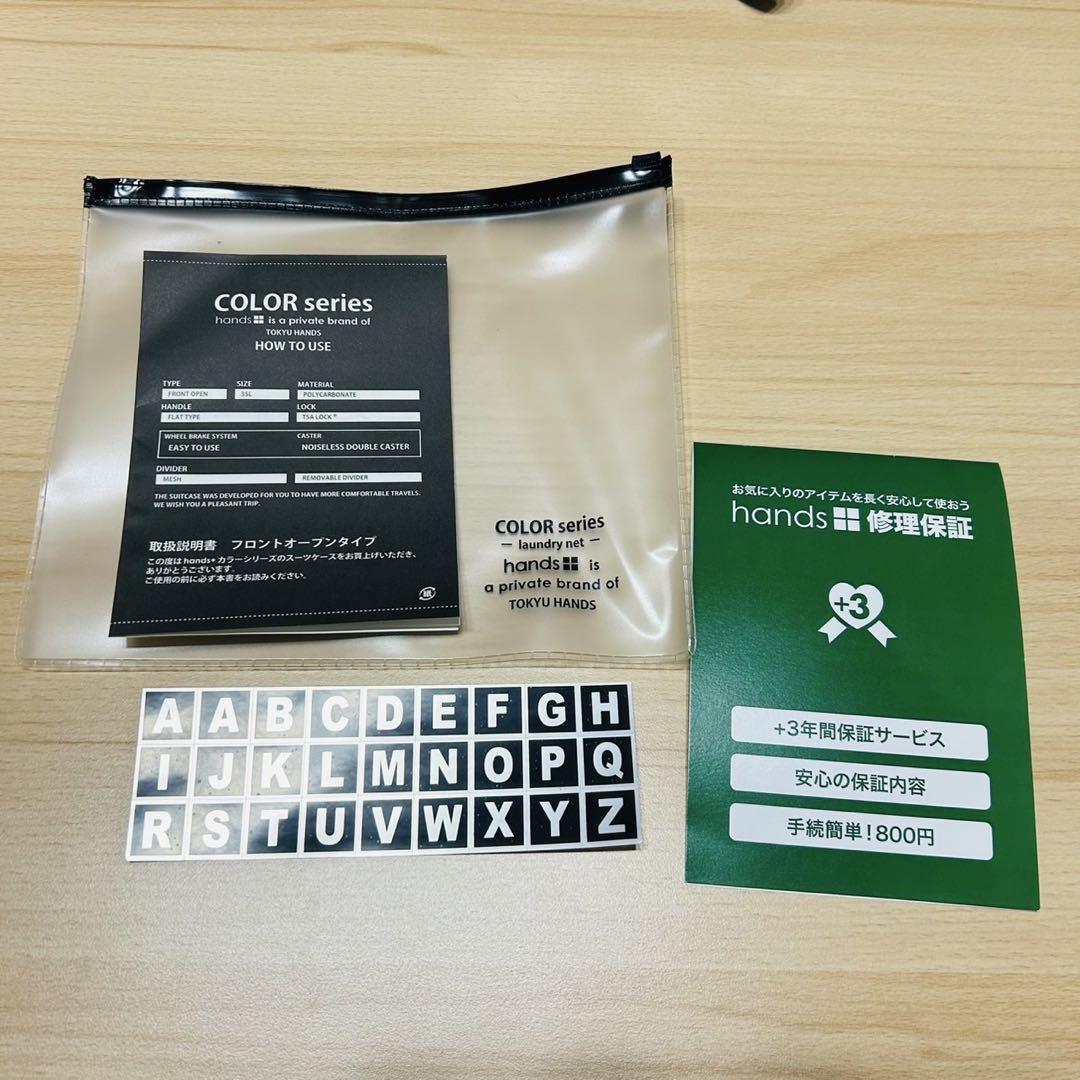 COLOR series
hands is a private brand of
TOKYU HANDS
HOW TO USE
TYPE SIZE MATERIAL
FRONT OPEN 35L POLYCARBONATE
HANDLE LOCK
FLAT TYPE TSA LOCK®
WHEEL BRAKE SYSTEM CASTER
EASY TO USE NOISELESS DOUBLE CASTER
DIVIDER
MESH REMOVABLE DIVIDER
THE SUITCASE WAS DEVELOPED FOR YOU TO HAVE MORE COMFORTABLE TRAVELS.
WE WISH YOU A PLEASANT TRIP.
取扱説明書 フロントオープンタイプ
この度は hands+ カラーシリーズのスーツケースをお買上げいただき、
ありがとうございます。
ご使用の前に必ず本書をお読みください。
紙
COLOR series
— laundry net —
hands is
a private brand of
TOKYU HANDS
お気に入りのアイテムを長く安心して使おう
hands 修理保証
+3
+3年間保証サービス
安心の保証内容
手続簡単！800円
A A B C D E F G H
I J K L M N O P Q
R S T U V W X Y Z